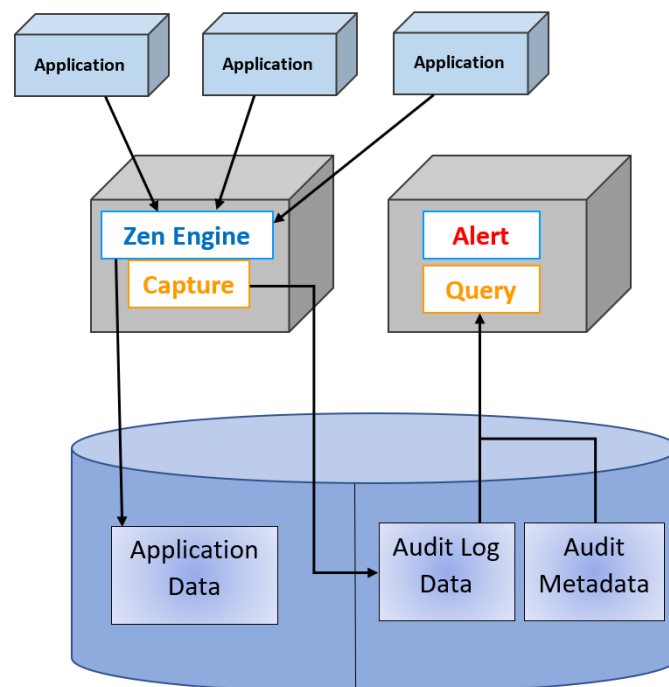 Application
Application
Application
Zen Engine
Capture
Alert
Query
Application
Data
Audit Log
Data
Audit
Metadata